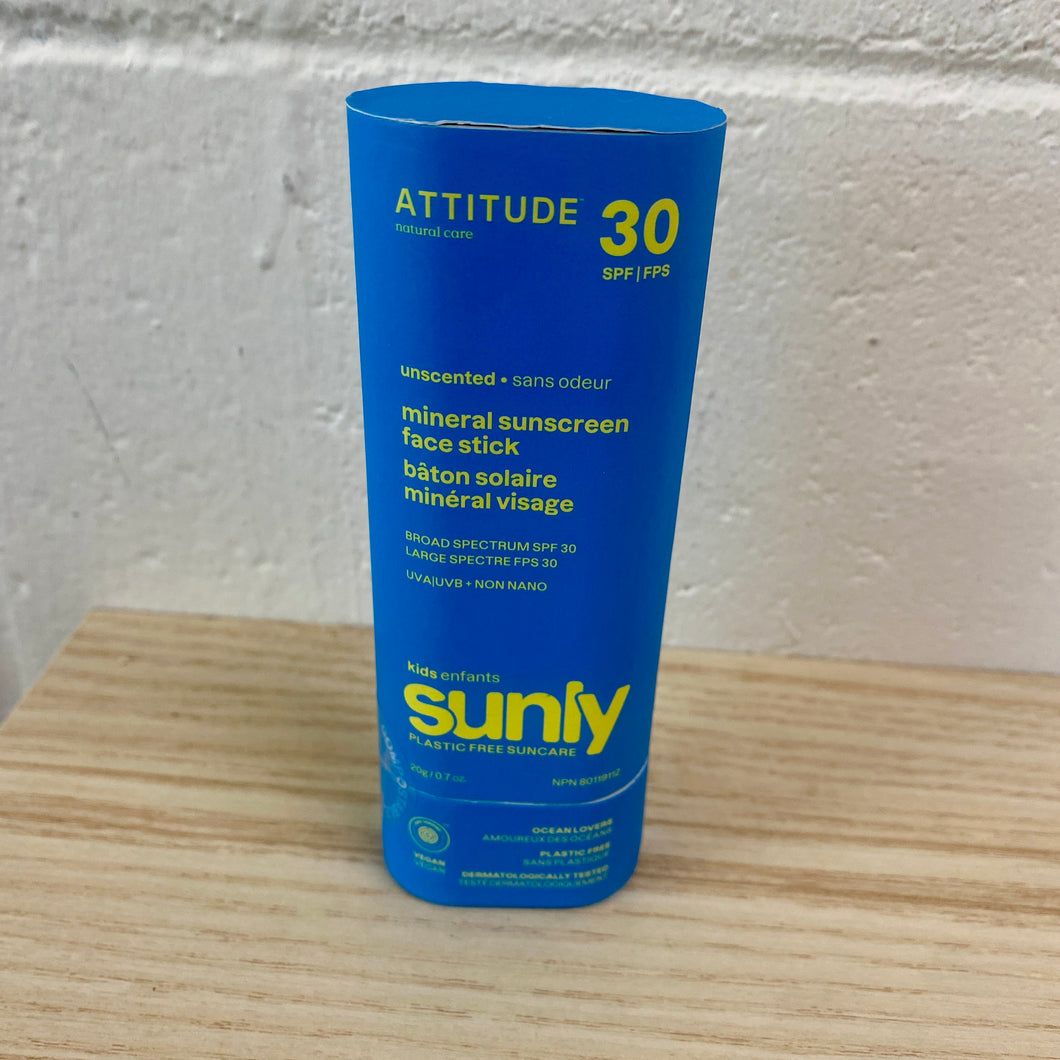 ATTITUDE™
natural care
30
SPF | FPS
unscented • sans odeur
mineral sunscreen
face stick
bâton solaire
minéral visage
BROAD SPECTRUM SPF 30
LARGE SPECTRE FPS 30
UVA|UVB + NON NANO
kids enfants
sunly
PLASTIC FREE SUNCARE
20g / 0.7 oz.
NPN 80119112
OCEAN LOVERS
AMOUREUX DES OCÉANS
PLASTIC FREE
SANS PLASTIQUE
VEGAN
VEGAN
DERMATOLOGICALLY TESTED
TESTÉ DERMATOLOGIQUEMENT